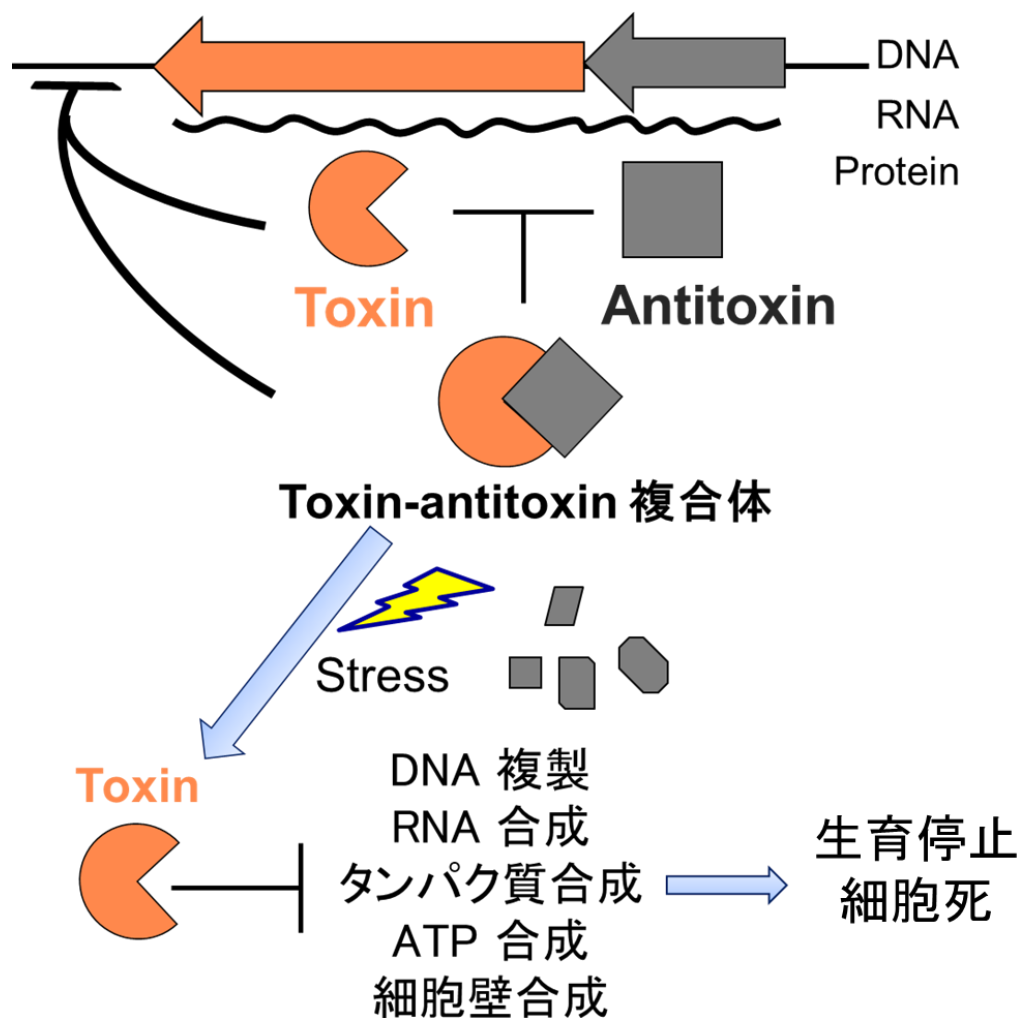 DNA
RNA
Protein
Toxin
Antitoxin
Toxin-antitoxin 複合体
Stress
Toxin
DNA 複製
RNA 合成
タンパク質合成
ATP 合成
細胞壁合成
生育停止
細胞死